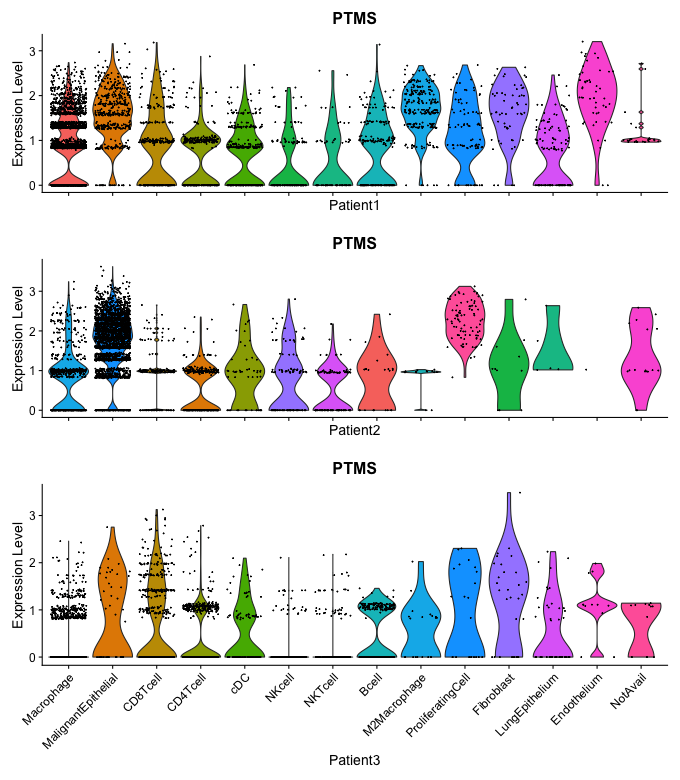 PTMS
Expression Level
3
2
1
0
Patient1
PTMS
Expression Level
3
2
1
0
Patient2
PTMS
Expression Level
3
2
1
0
Macrophage
MalignantEpithelial
CD8Tcell
CD4Tcell
cDC
NKcell
NKTcell
Bcell
M2Macrophage
ProliferatingCell
Fibroblast
LungEpithelium
Endothelium
NotAvail
Patient3